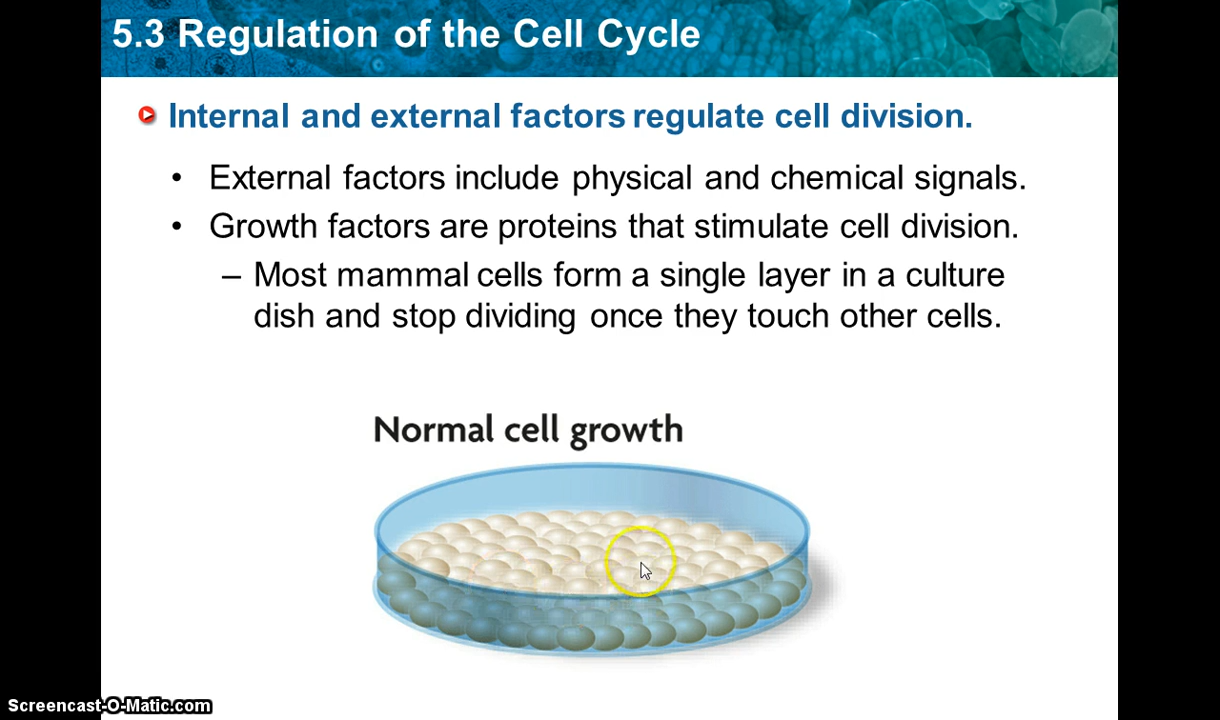 5.3 Regulation of the Cell Cycle
Internal and external factors regulate cell division.
• External factors include physical and chemical signals.
• Growth factors are proteins that stimulate cell division.
– Most mammal cells form a single layer in a culture
dish and stop dividing once they touch other cells.
Normal cell growth
Screencast-O-Matic.com